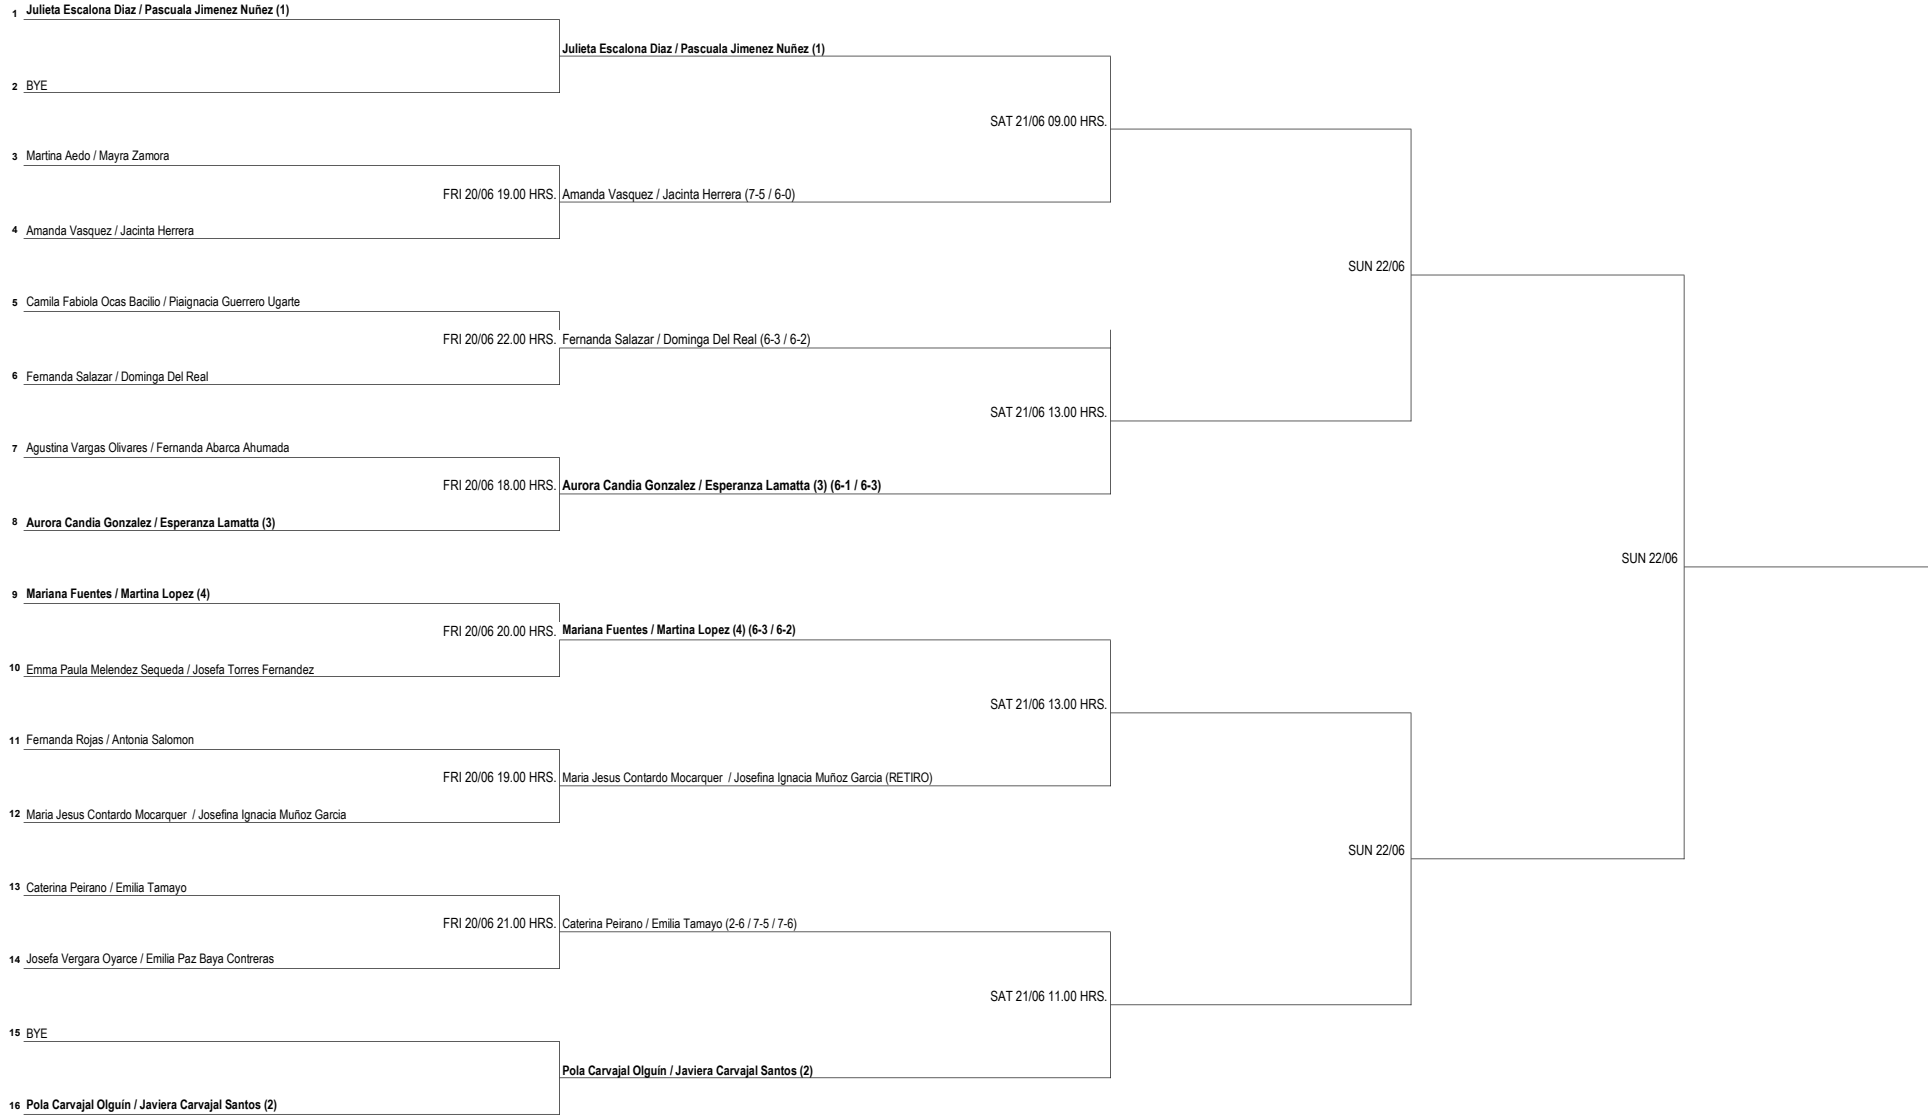 1 Julieta Escalona Diaz / Pascuala Jimenez Nuñez (1)
Julieta Escalona Diaz / Pascuala Jimenez Nuñez (1)
2 BYE
SAT 21/06 09.00 HRS.
3 Martina Aedo / Mayra Zamora
FRI 20/06 19.00 HRS. Amanda Vasquez / Jacinta Herrera (7-5 / 6-0)
4 Amanda Vasquez / Jacinta Herrera
SUN 22/06
5 Camila Fabiola Ocas Bacilio / Piaignacia Guerrero Ugarte
FRI 20/06 22.00 HRS. Fernanda Salazar / Dominga Del Real (6-3 / 6-2)
6 Fernanda Salazar / Dominga Del Real
SAT 21/06 13.00 HRS.
7 Agustina Vargas Olivares / Fernanda Abarca Ahumada
FRI 20/06 18.00 HRS. Aurora Candia Gonzalez / Esperanza Lamatta (3) (6-1 / 6-3)
8 Aurora Candia Gonzalez / Esperanza Lamatta (3)
SUN 22/06
9 Mariana Fuentes / Martina Lopez (4)
FRI 20/06 20.00 HRS. Mariana Fuentes / Martina Lopez (4) (6-3 / 6-2)
10 Emma Paula Melendez Sequeda / Josefa Torres Fernandez
SAT 21/06 13.00 HRS.
11 Fernanda Rojas / Antonia Salomon
FRI 20/06 19.00 HRS. Maria Jesus Contardo Mocarquer / Josefina Ignacia Muñoz Garcia (RETIRO)
12 Maria Jesus Contardo Mocarquer / Josefina Ignacia Muñoz Garcia
SUN 22/06
13 Caterina Peirano / Emilia Tamayo
FRI 20/06 21.00 HRS. Caterina Peirano / Emilia Tamayo (2-6 / 7-5 / 7-6)
14 Josefa Vergara Oyarce / Emilia Paz Baya Contreras
SAT 21/06 11.00 HRS.
15 BYE
Pola Carvajal Olguín / Javiera Carvajal Santos (2)
16 Pola Carvajal Olguín / Javiera Carvajal Santos (2)